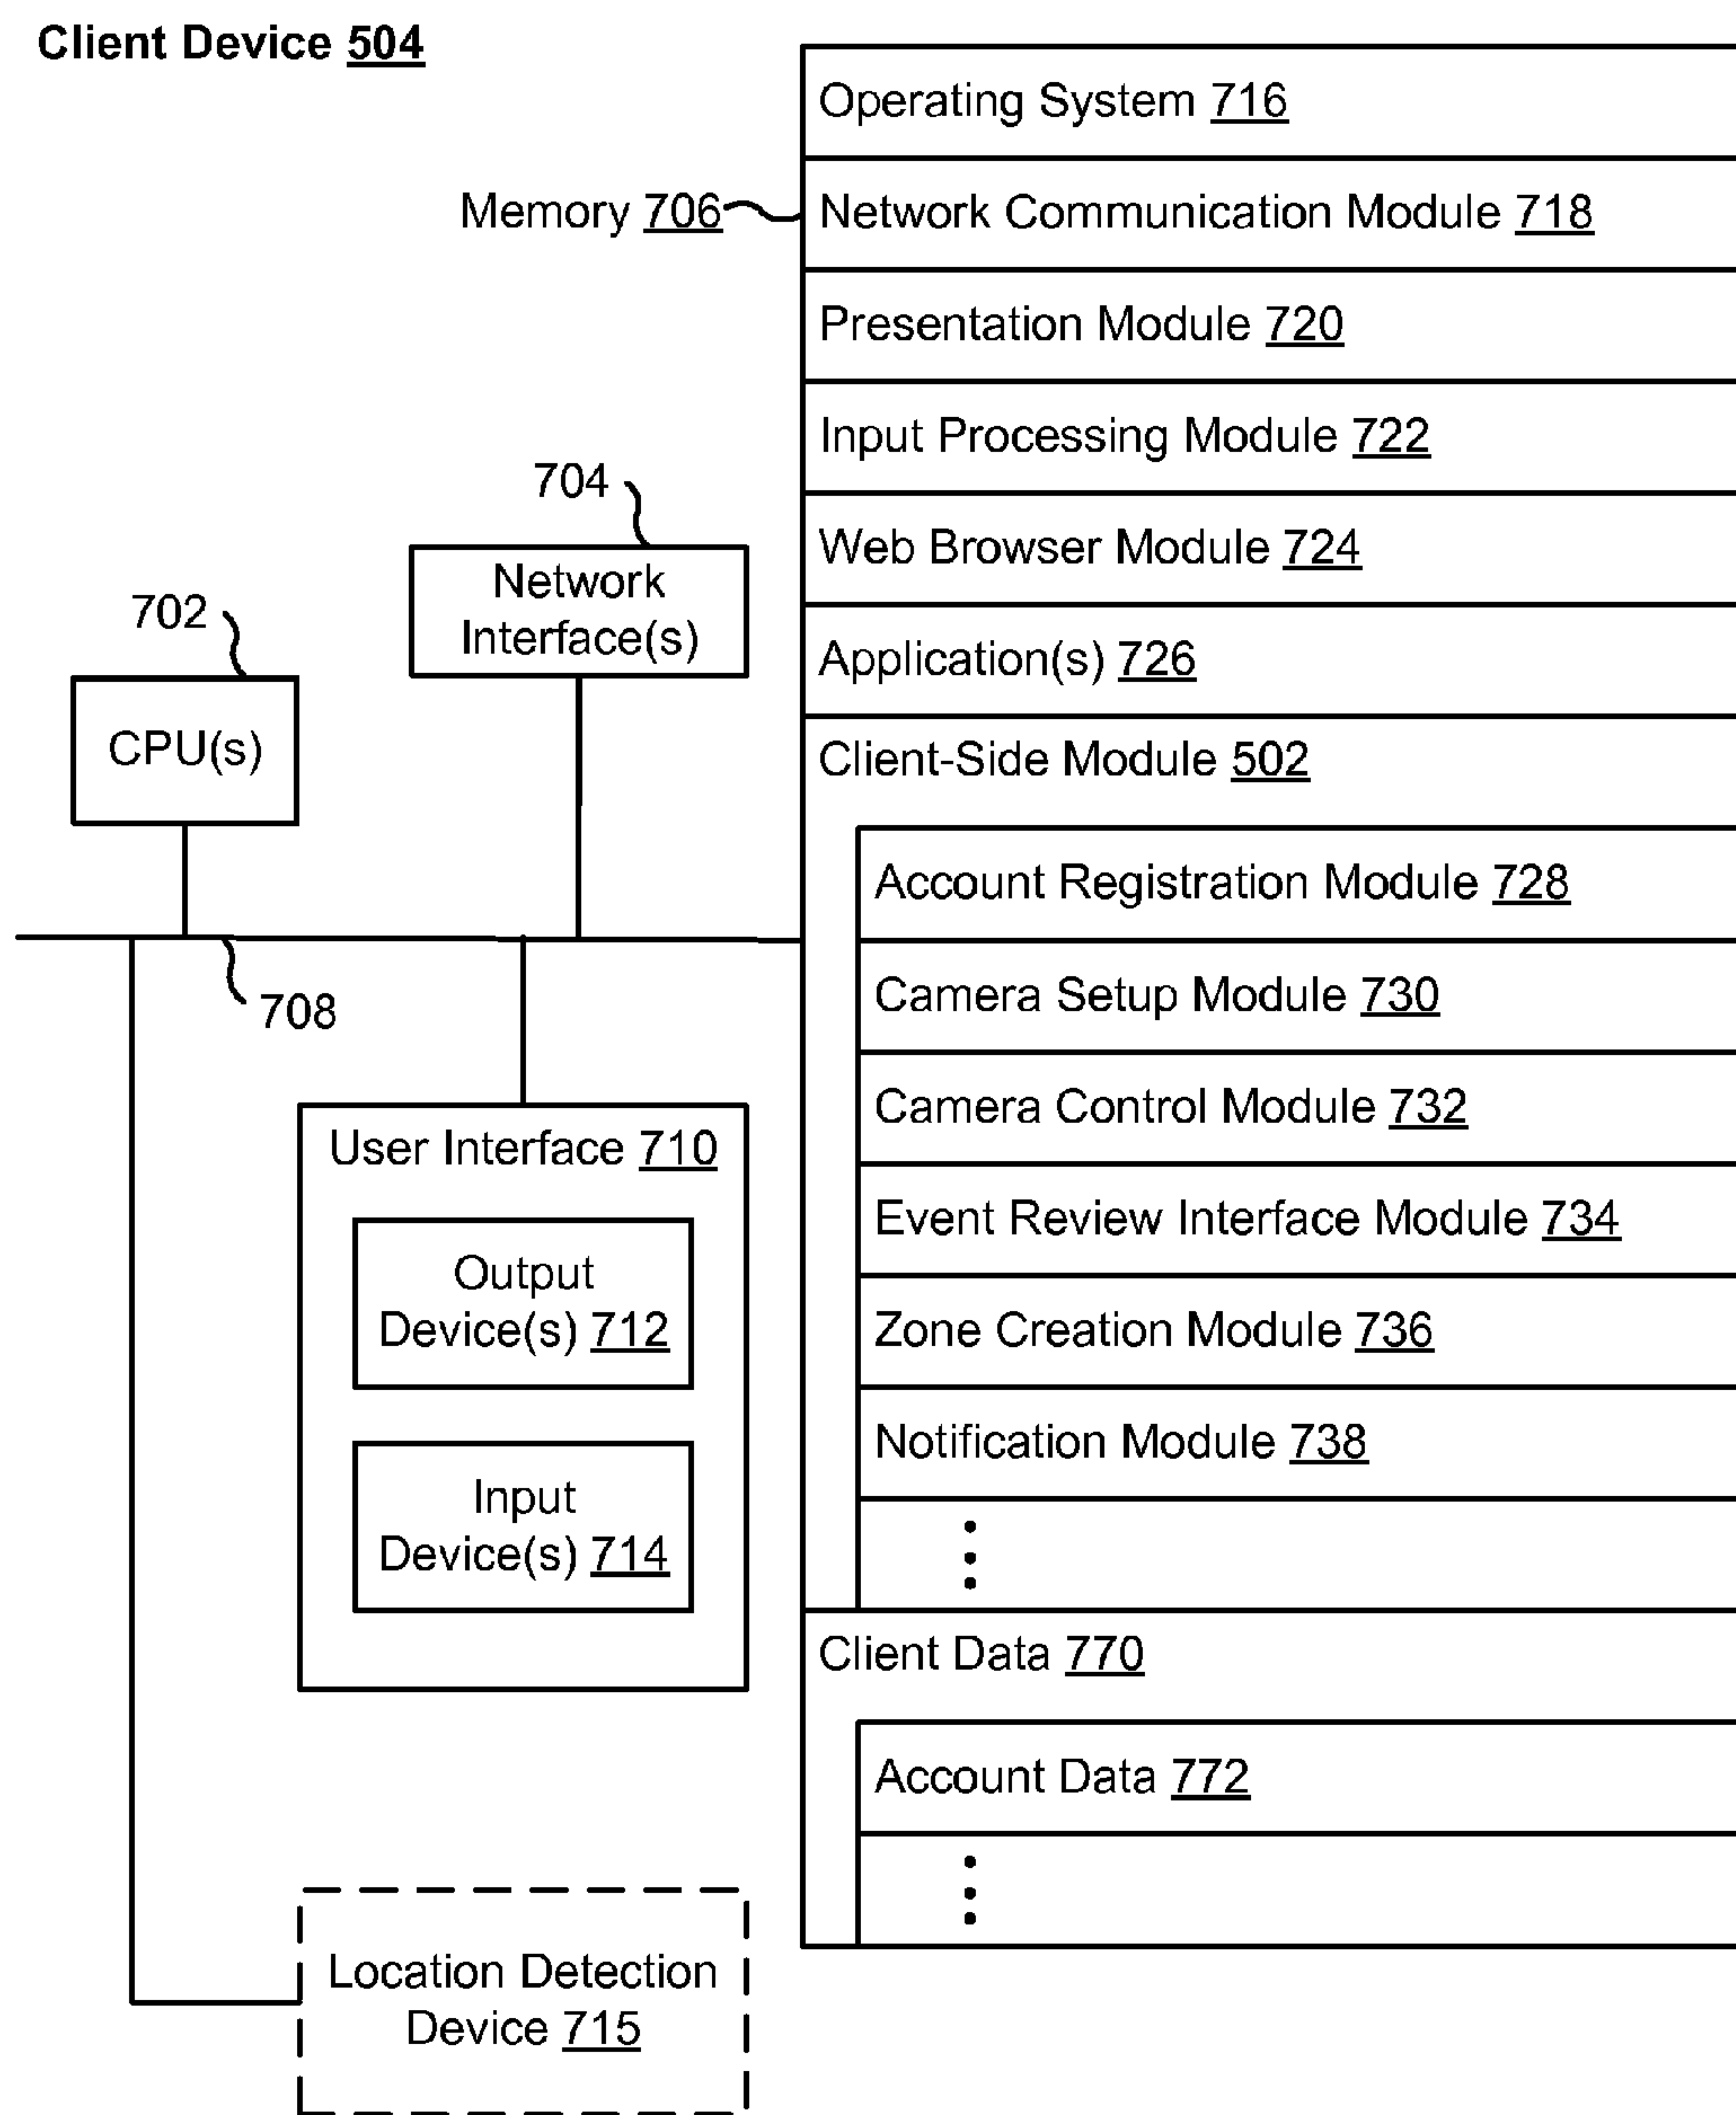 Client Device 504
Operating System 716
Memory 706
Network Communication Module 718
Presentation Module 720
Input Processing Module 722
704
Web Browser Module 724
Network
Interface(s)
702
Application(s) 726
CPU(s)
Client-Side Module 502
Account Registration Module 728
708
Camera Setup Module 730
Camera Control Module 732
User Interface 710
Event Review Interface Module 734
Output
Device(s) 712
Zone Creation Module 736
Notification Module 738
Input
Device(s) 714
Client Data 770
Account Data 772
Location Detection
Device 715